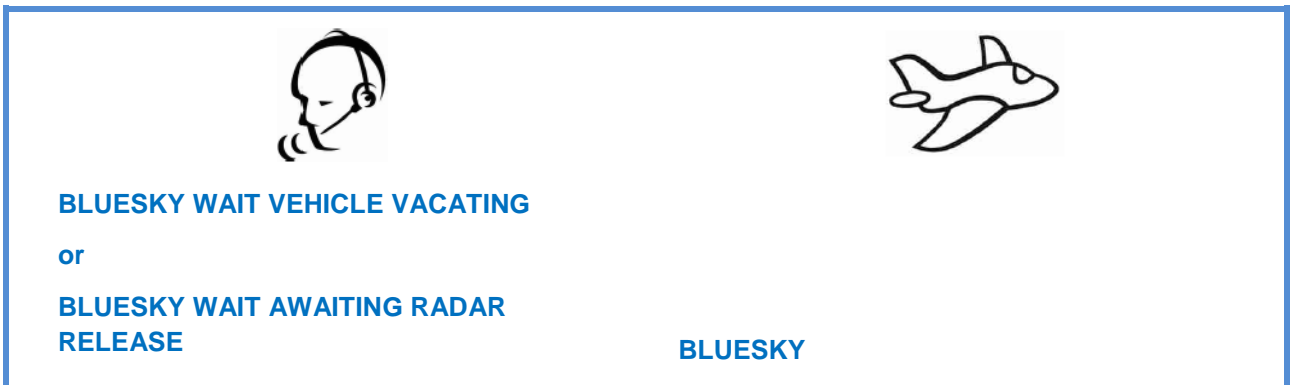 BLUESKY WAIT VEHICLE VACATING
or
BLUESKY WAIT AWAITING RADAR
RELEASE
BLUESKY